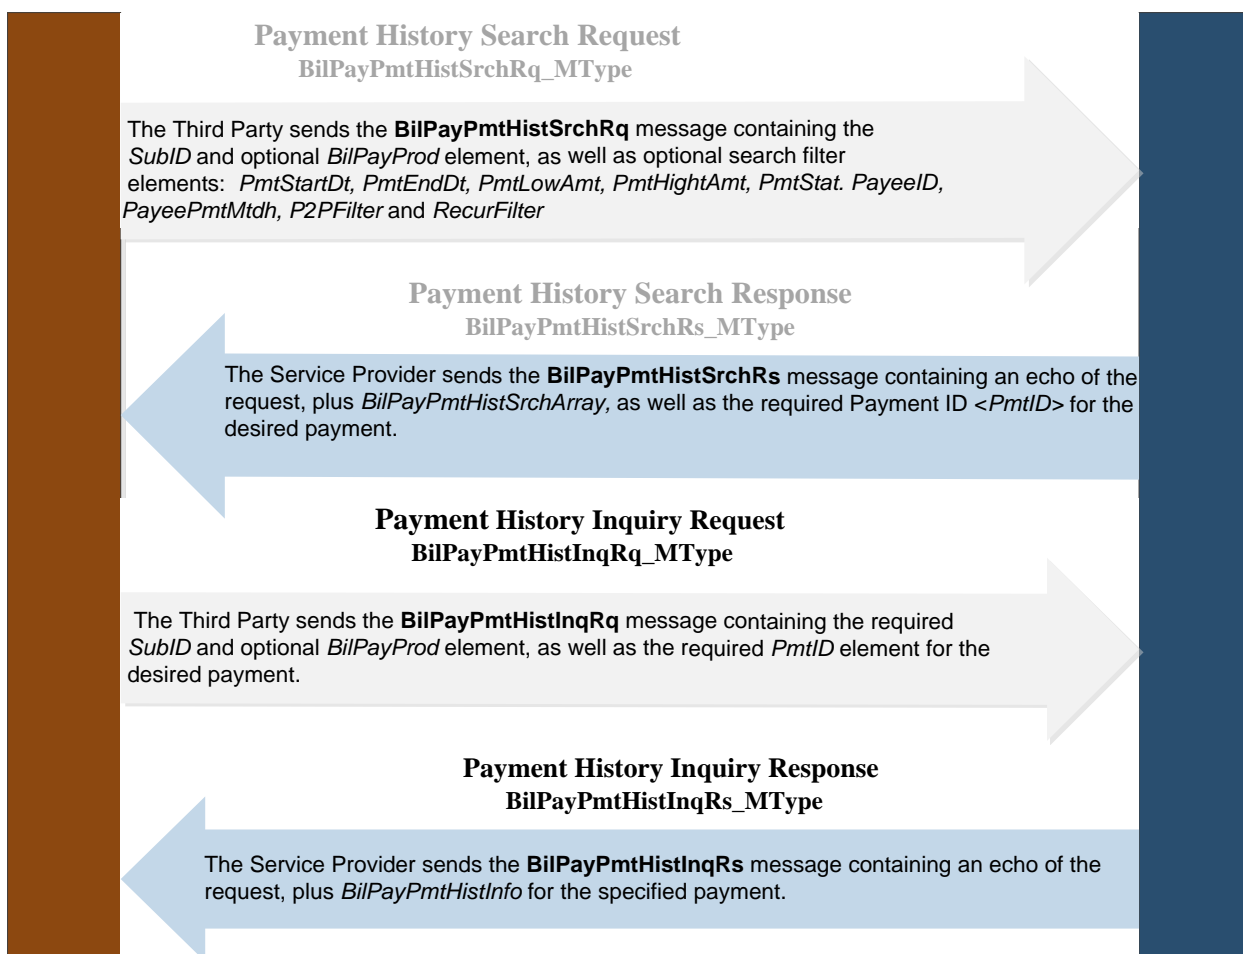 Payment History Search Request
BilPayPmtHistSrchRq_MType
The Third Party sends the BilPayPmtHistSrchRq message containing the
SubID and optional BilPayProd element, as well as optional search filter
elements: PmtStartDt, PmtEndDt, PmtLowAmt, PmtHightAmt, PmtStat. PayeeID,
PayeePmtMtdh, P2PFilter and RecurFilter
Payment History Search Response
BilPayPmtHistSrchRs_MType
The Service Provider sends the BilPayPmtHistSrchRs message containing an echo of the
request, plus BilPayPmtHistSrchArray, as well as the required Payment ID <PmtID> for the
desired payment.
Payment History Inquiry Request
BilPayPmtHistInqRq_MType
The Third Party sends the BilPayPmtHistInqRq message containing the required
SubID and optional BilPayProd element, as well as the required PmtID element for the
desired payment.
Payment History Inquiry Response
BilPayPmtHistInqRs_MType
The Service Provider sends the BilPayPmtHistInqRs message containing an echo of the
request, plus BilPayPmtHistInfo for the specified payment.